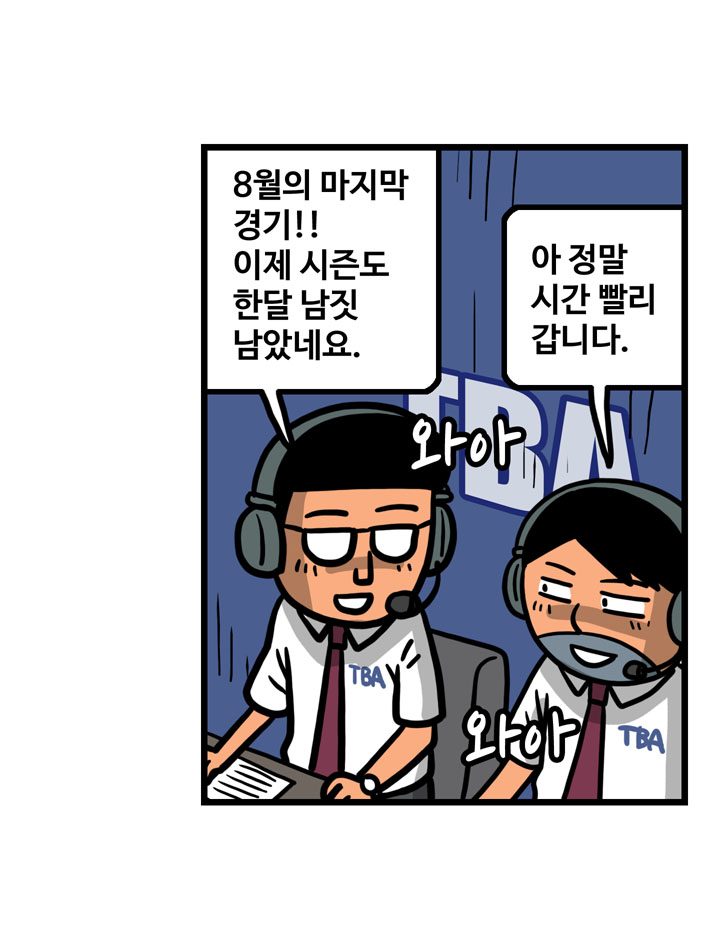 8월의 마지막
경기!!
이제 시즌도
한달 남짓
남았네요.
아 정말
시간 빨리
갑니다.
TBA
와아
TBA
와아
TBA